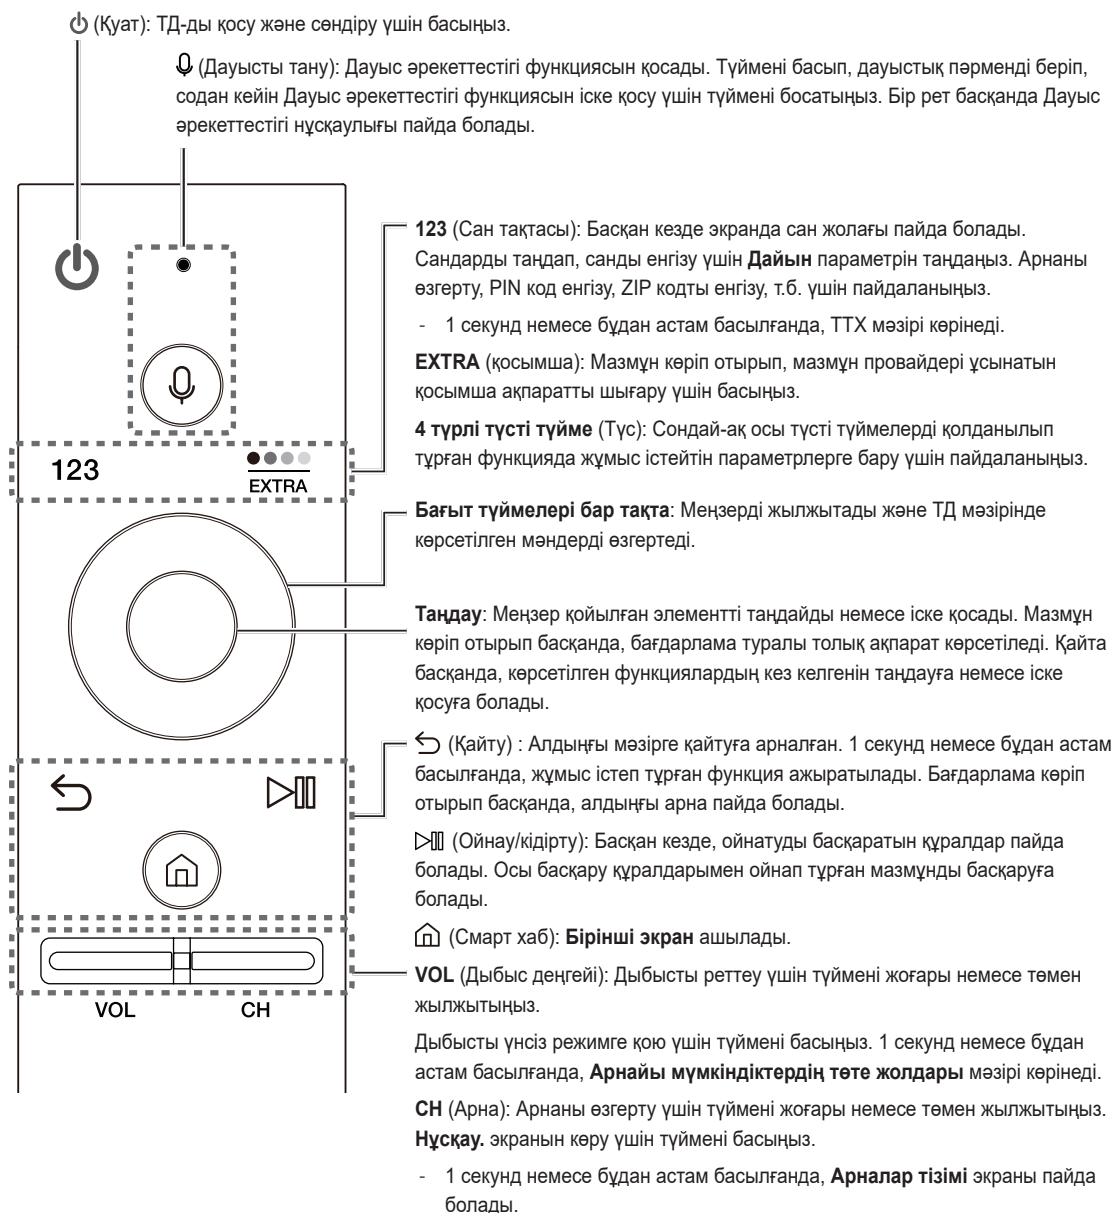 (Қуат): ТД-ды қосу және сөндіру үшін басыңыз.
(Дауысты тану): Дауыс әрекеттестігі функциясын қосады. Түймені басып, дауыстық пәрменді беріп,
содан кейін Дауыс әрекеттестігі функциясын іске қосу үшін түймені босатыңыз. Бір рет басқанда Дауыс
әрекеттестігі нұсқаулығы пайда болады.
123 (Сан тақтасы): Басқан кезде экранда сан жолағы пайда болады.
Сандарды таңдап, санды енгізу үшін Дайын параметрін таңдаңыз. Арнаны
өзгерту, PIN код енгізу, ZIP кодты енгізу, т.б. үшін пайдаланыңыз.
- 1 секунд немесе бұдан астам басылғанда, TTX мәзірі көрінеді.
EXTRA (қосымша): Мазмұн көріп отырып, мазмұн провайдері ұсынатын
қосымша ақпаратты шығару үшін басыңыз.
4 түрлі түсті түйме (Түс): Сондай-ақ осы түсті түймелерді қолданылып
тұрған функцияда жұмыс істейтін параметрлерге бару үшін пайдаланыңыз.
123
EXTRA
Бағыт түймелері бар тақта: Меңзерді жылжытады және ТД мәзірінде
көрсетілген мәндерді өзгертеді.
Таңдау: Меңзер қойылған элементті таңдайды немесе іске қосады. Мазмұн
көріп отырып басқанда, бағдарлама туралы толық ақпарат көрсетіледі. Қайта
басқанда, көрсетілген функциялардың кез келгенін таңдауға немесе іске
қосуға болады.
(Қайту) : Алдыңғы мәзірге қайтуға арналған. 1 секунд немесе бұдан астам
басылғанда, жұмыс істеп тұрған функция ажыратылады. Бағдарлама көріп
отырып басқанда, алдыңғы арна пайда болады.
(Ойнау/кідірту): Басқан кезде, ойнатуды басқаратын құралдар пайда
болады. Осы басқару құралдарымен ойнап тұрған мазмұнды басқаруға
болады.
(Смарт хаб): Бірінші экран ашылады.
VOL (Дыбыс деңгейі): Дыбысты реттеу үшін түймені жоғары немесе төмен
жылжытыңыз.
Дыбысты үнсіз режимге қою үшін түймені басыңыз. 1 секунд немесе бұдан
астам басылғанда, Арнайы мүмкіндіктердің төте жолдары мәзірі көрінеді.
CH (Арна): Арнаны өзгерту үшін түймені жоғары немесе төмен жылжытыңыз.
Нұсқау. экранын көру үшін түймені басыңыз.
- 1 секунд немесе бұдан астам басылғанда, Арналар тізімі экраны пайда
болады.
VOL
CH